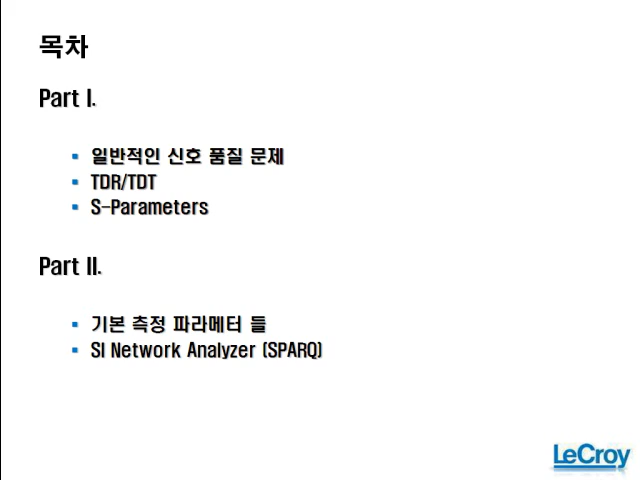 목차
Part I.
▪ 일반적인 신호 품질 문제
▪ TDR/TDT
▪ S-Parameters
Part II.
▪ 기본 측정 파라메터 들
▪ SI Network Analyzer (SPARQ)
LeCroy